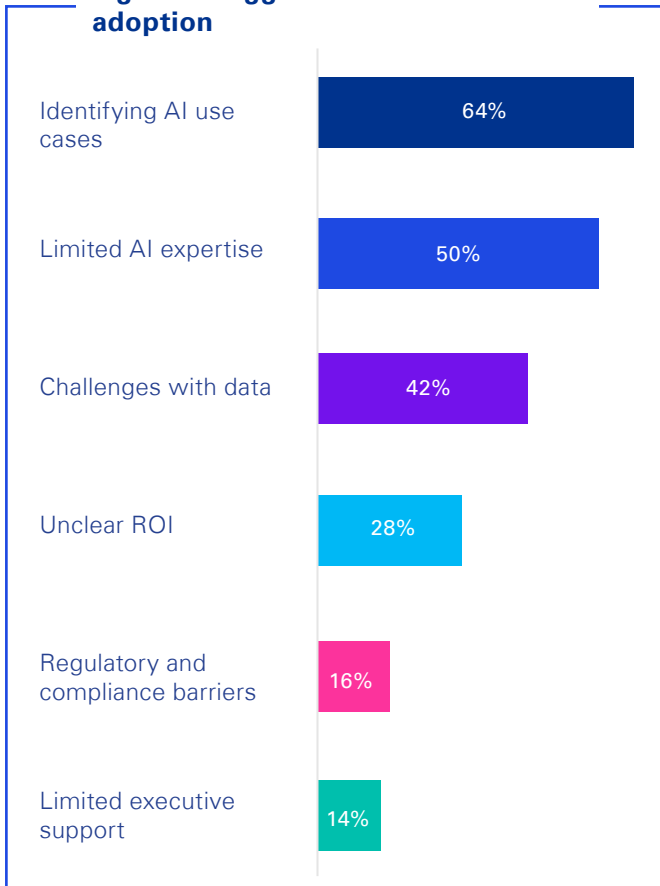 adoption
Identifying AI use
cases
64%
Limited AI expertise
50%
Challenges with data
42%
Unclear ROI
28%
Regulatory and
compliance barriers
16%
Limited executive
support
14%